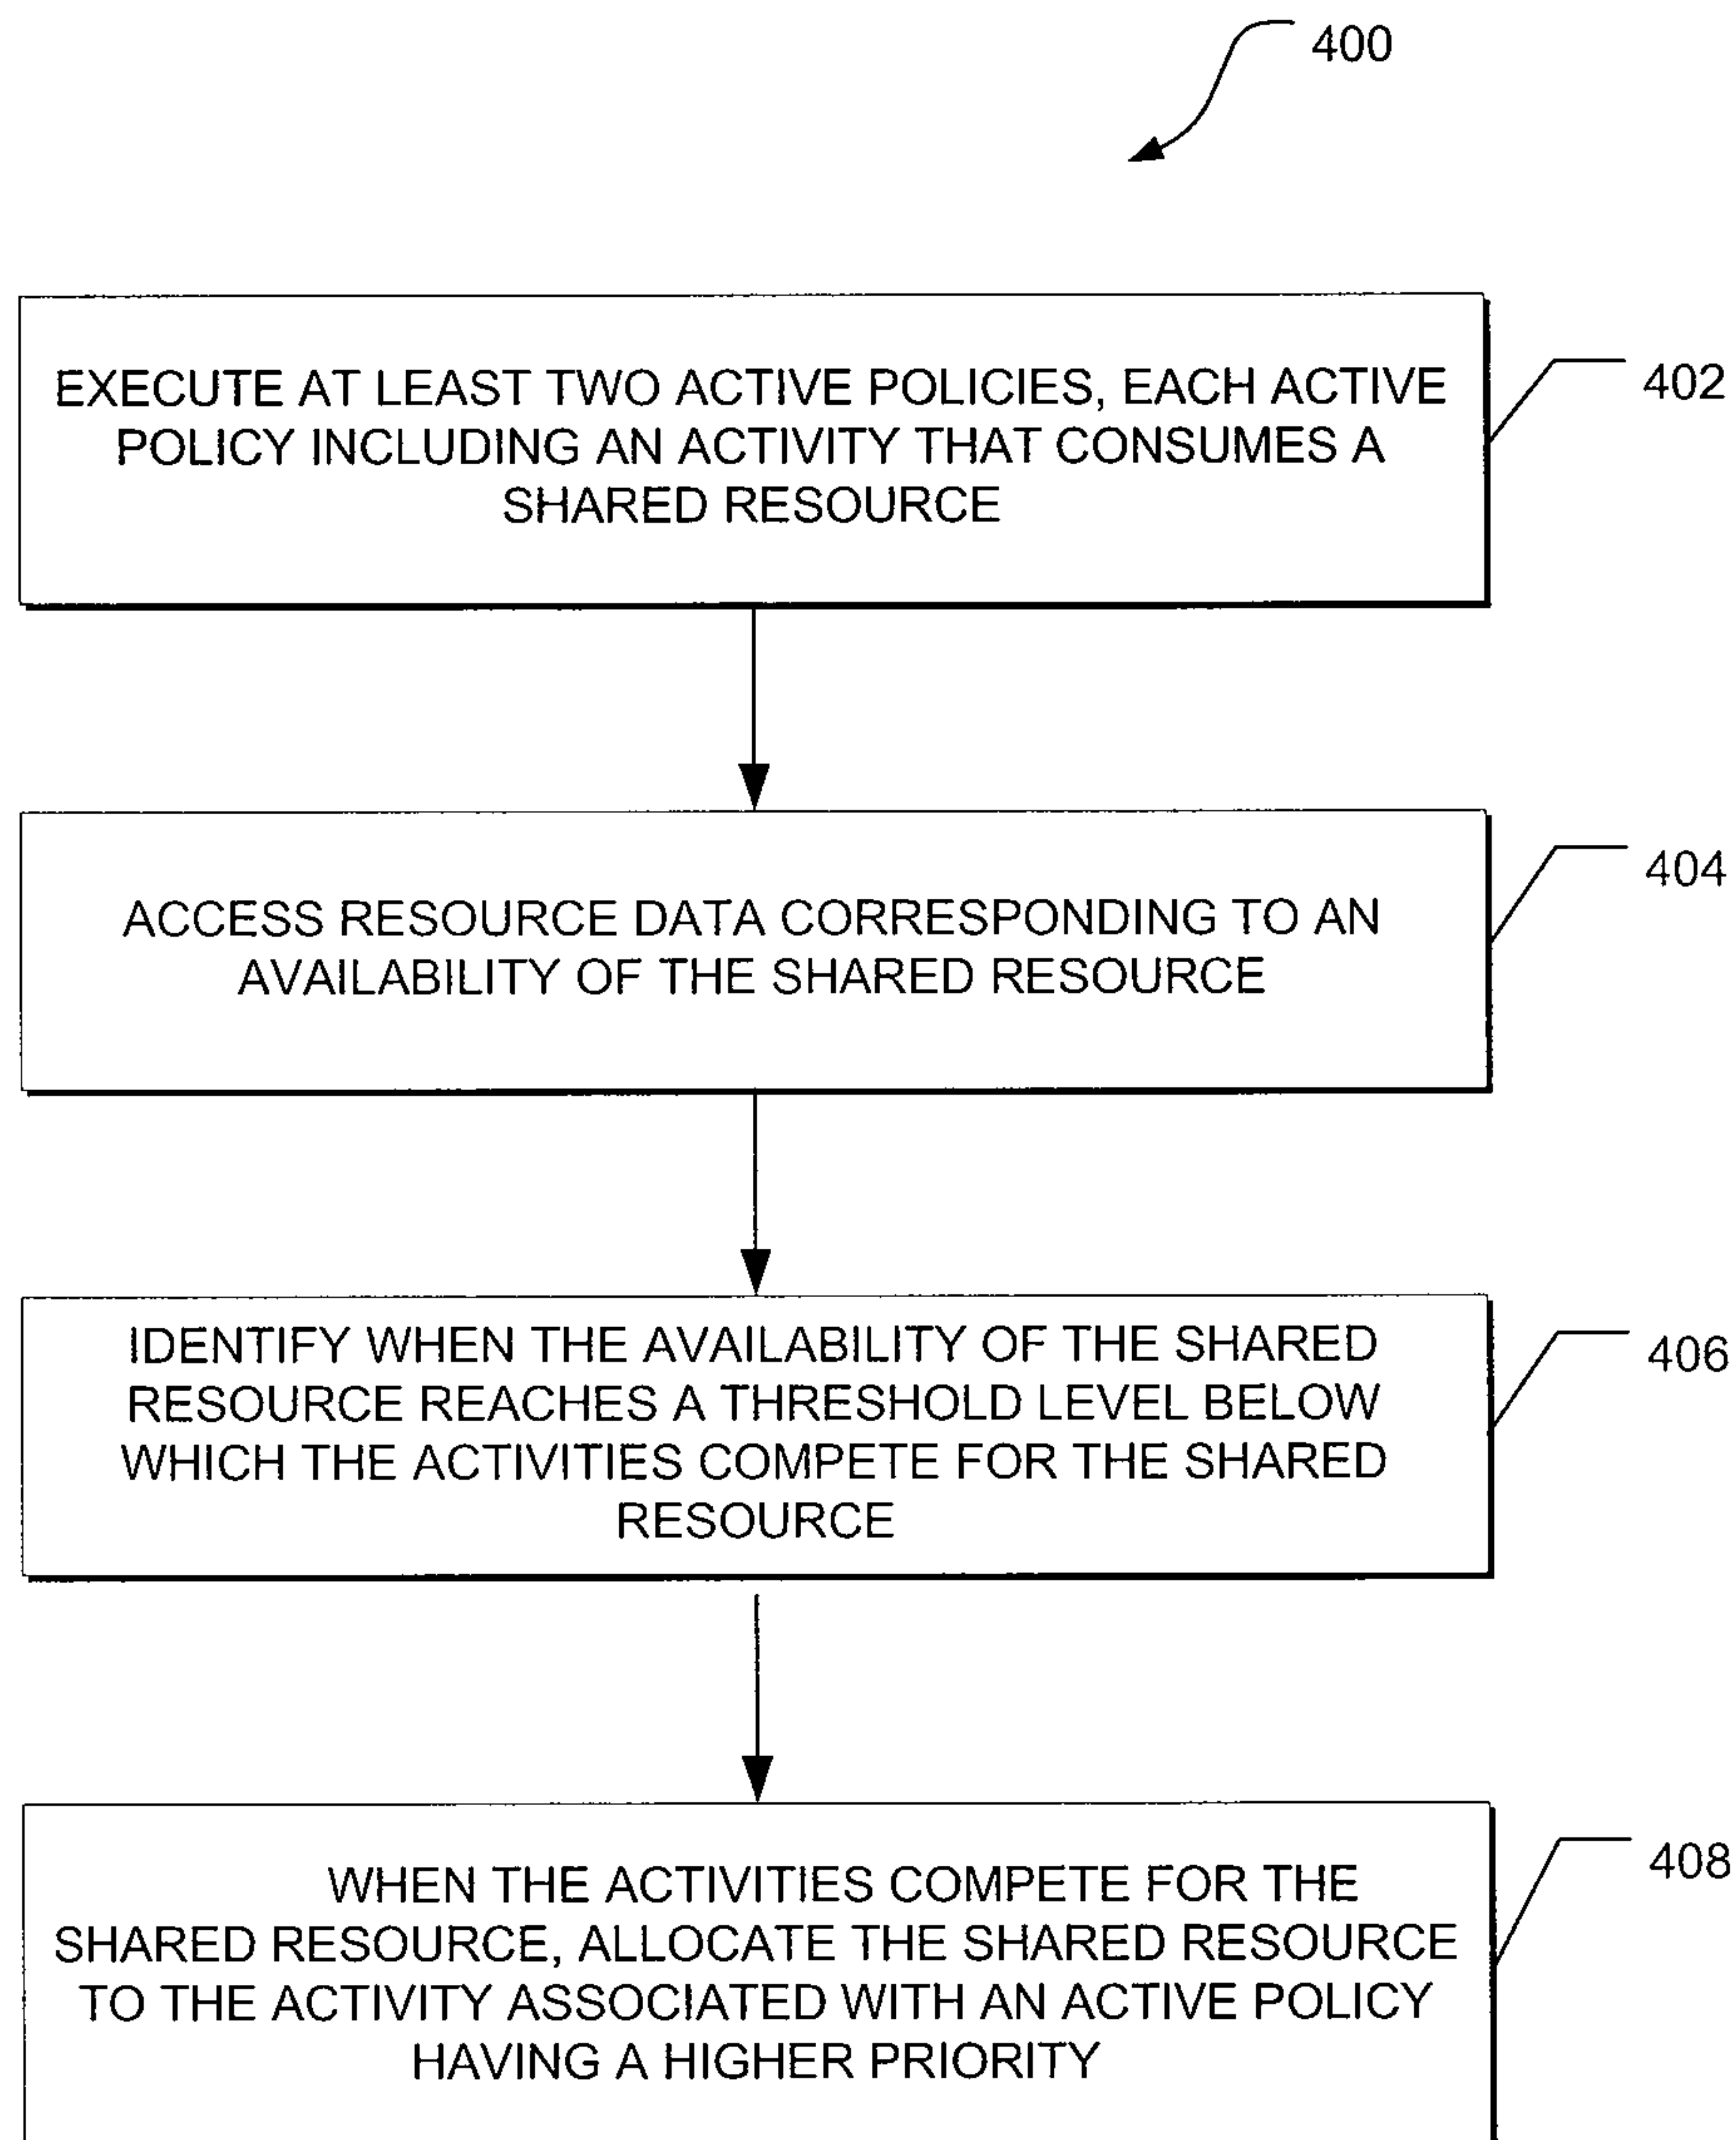 400
EXECUTE AT LEAST TWO ACTIVE POLICIES, EACH ACTIVE
POLICY INCLUDING AN ACTIVITY THAT CONSUMES A
SHARED RESOURCE
402
ACCESS RESOURCE DATA CORRESPONDING TO AN
AVAILABILITY OF THE SHARED RESOURCE
404
IDENTIFY WHEN THE AVAILABILITY OF THE SHARED
RESOURCE REACHES A THRESHOLD LEVEL BELOW
WHICH THE ACTIVITIES COMPETE FOR THE SHARED
RESOURCE
406
WHEN THE ACTIVITIES COMPETE FOR THE
SHARED RESOURCE, ALLOCATE THE SHARED RESOURCE
TO THE ACTIVITY ASSOCIATED WITH AN ACTIVE POLICY
HAVING A HIGHER PRIORITY
408